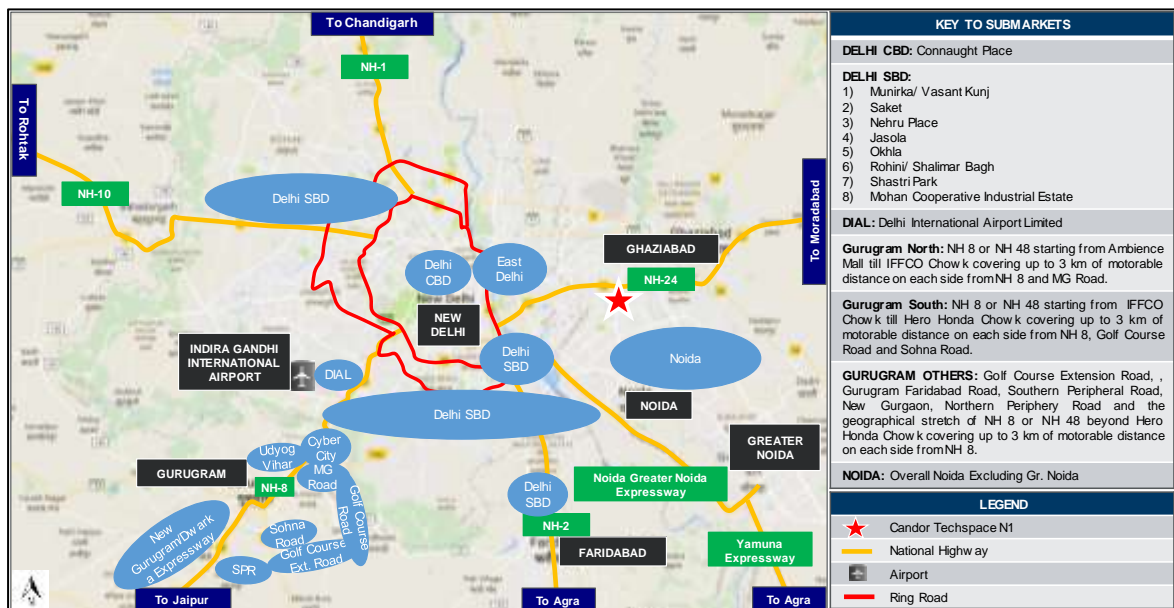 To Chandigarh
NH-1
To Rohtak
NH-10
Delhi SBD
To Moradabad
GHAZIABAD
NH-24
Delhi
CBD
East
Delhi
New Delhi
NEW
DELHI
INDIRA GANDHI
INTERNATIONAL
AIRPORT
DIAL
Delhi
SBD
Noida
NOIDA
Delhi SBD
GREATER
NOIDA
Udyog
Vihar
Cyber
City
MG
Road
GURUGRAM
NH-8
Golf Course
Road
Noida Greater Noida
Expressway
Delhi
SBD
NH-2
FARIDABAD
Yamuna
Expressway
New
Gurugram/Dwark
a Expressway
Sohna
Road
Golf Course
Ext. Road
SPR
To Jaipur
To Agra
To Agra
KEY TO SUBMARKETS
DELHI CBD: Connaught Place
DELHI SBD:
1) Munirka/ Vasant Kunj
2) Saket
3) Nehru Place
4) Jasola
5) Okhla
6) Rohini/ Shalimar Bagh
7) Shastri Park
8) Mohan Cooperative Industrial Estate
DIAL: Delhi International Airport Limited
Gurugram North: NH 8 or NH 48 starting from Ambience
Mall till IFFCO Chowk covering up to 3 km of motorable
distance on each side from NH 8 and MG Road.
Gurugram South: NH 8 or NH 48 starting from IFFCO
Chowk till Hero Honda Chowk covering up to 3 km of
motorable distance on each side from NH 8, Golf Course
Road and Sohna Road.
GURUGRAM OTHERS: Golf Course Extension Road, ,
Gurugram Faridabad Road, Southern Peripheral Road,
New Gurgaon, Northern Periphery Road and the
geographical stretch of NH 8 or NH 48 beyond Hero
Honda Chowk covering up to 3 km of motorable distance
on each side from NH 8.
NOIDA: Overall Noida Excluding Gr. Noida
LEGEND
Candor Techspace N1
National Highway
Airport
Ring Road